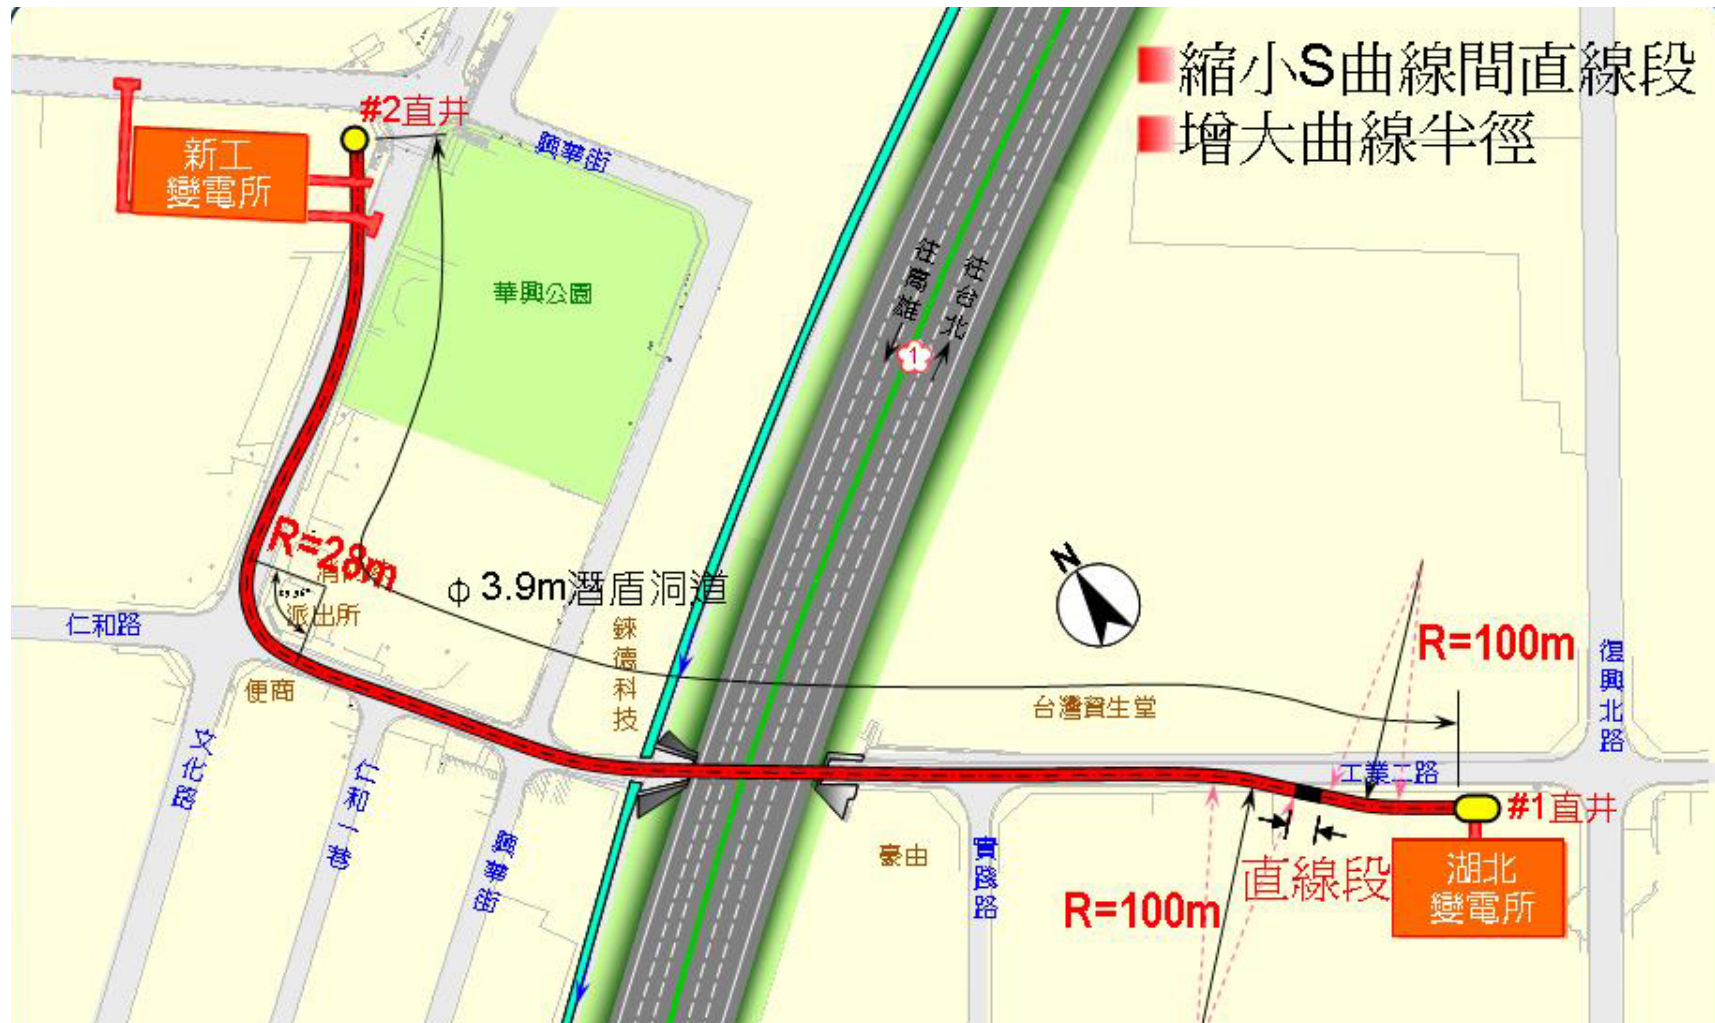 縮小S曲線間直線段
增大曲線半徑
#2直井
新工
變電所
興華街
華興公園
往高雄
往台北
1
R=28m
派出所
φ3.9m潛盾洞道
仁和路
錸德科技
便商
N
R=100m
復興北路
台灣資生堂
工業二路
#1直井
文化路
仁和一巷
興華街
豪由
實踐路
直線段
R=100m
湖北
變電所